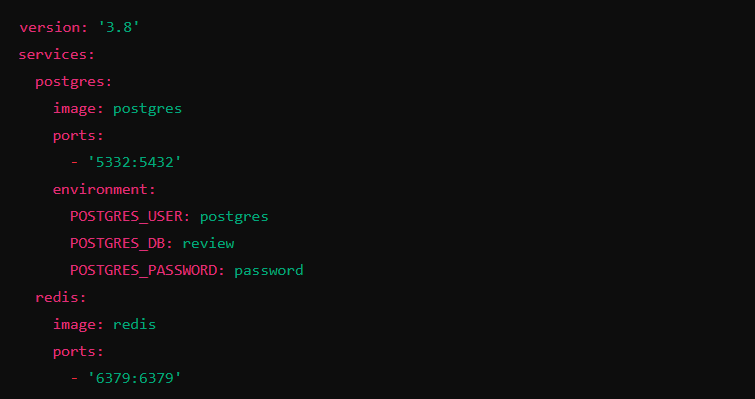 version: '3.8'
services:
  postgres:
    image: postgres
    ports:
      - '5332:5432'
    environment:
      POSTGRES_USER: postgres
      POSTGRES_DB: review
      POSTGRES_PASSWORD: password
  redis:
    image: redis
    ports:
      - '6379:6379'